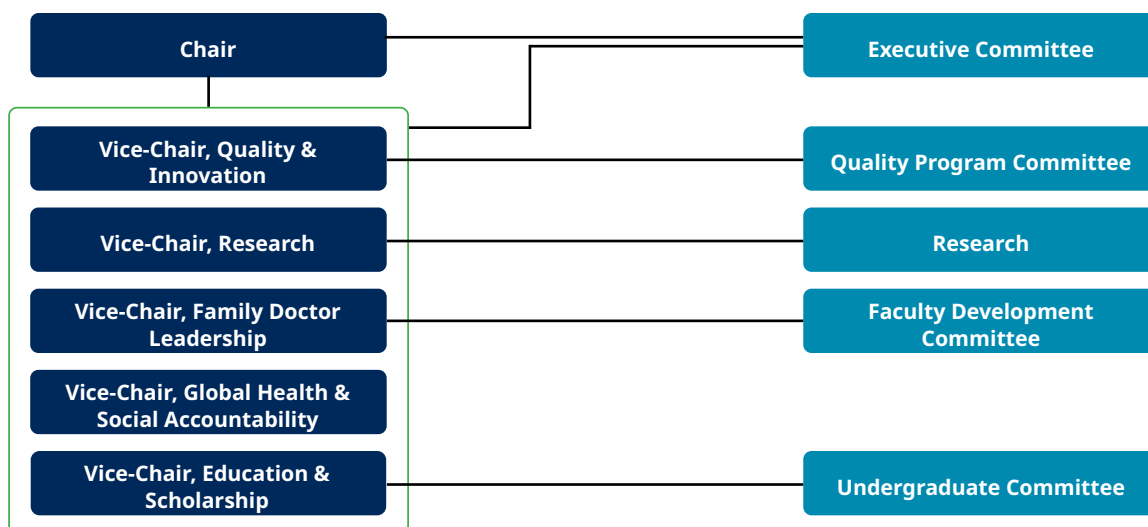 Chair
Executive Committee
Vice-Chair, Quality &
Innovation
Quality Program Committee
Vice-Chair, Research
Research
Vice-Chair, Family Doctor
Leadership
Faculty Development
Committee
Vice-Chair, Global Health &
Social Accountability
Vice-Chair, Education &
Scholarship
Undergraduate Committee